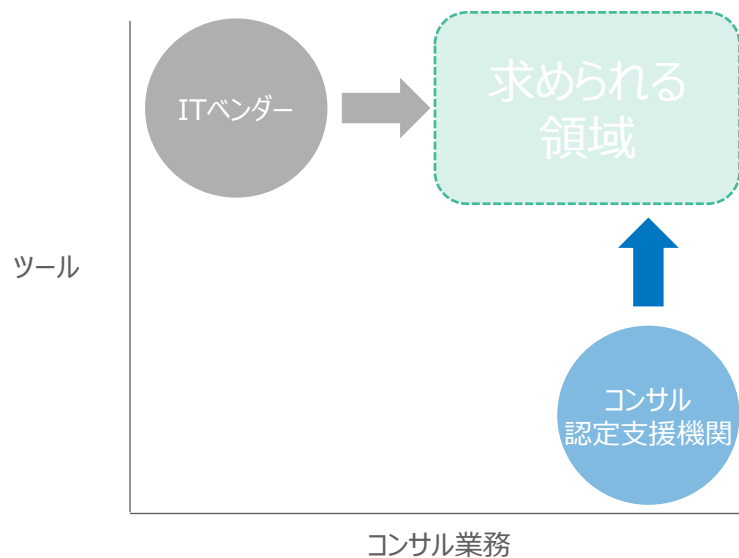 ITベンダー
求められる
領域
ツール
コンサル
認定支援機関
コンサル業務